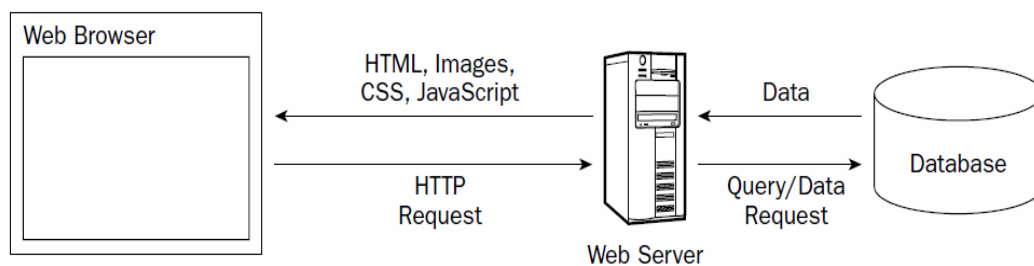 Web Browser
HTML, Images,
CSS, JavaScript
HTTP
Request
Web Server
Data
Query/Data
Request
Database